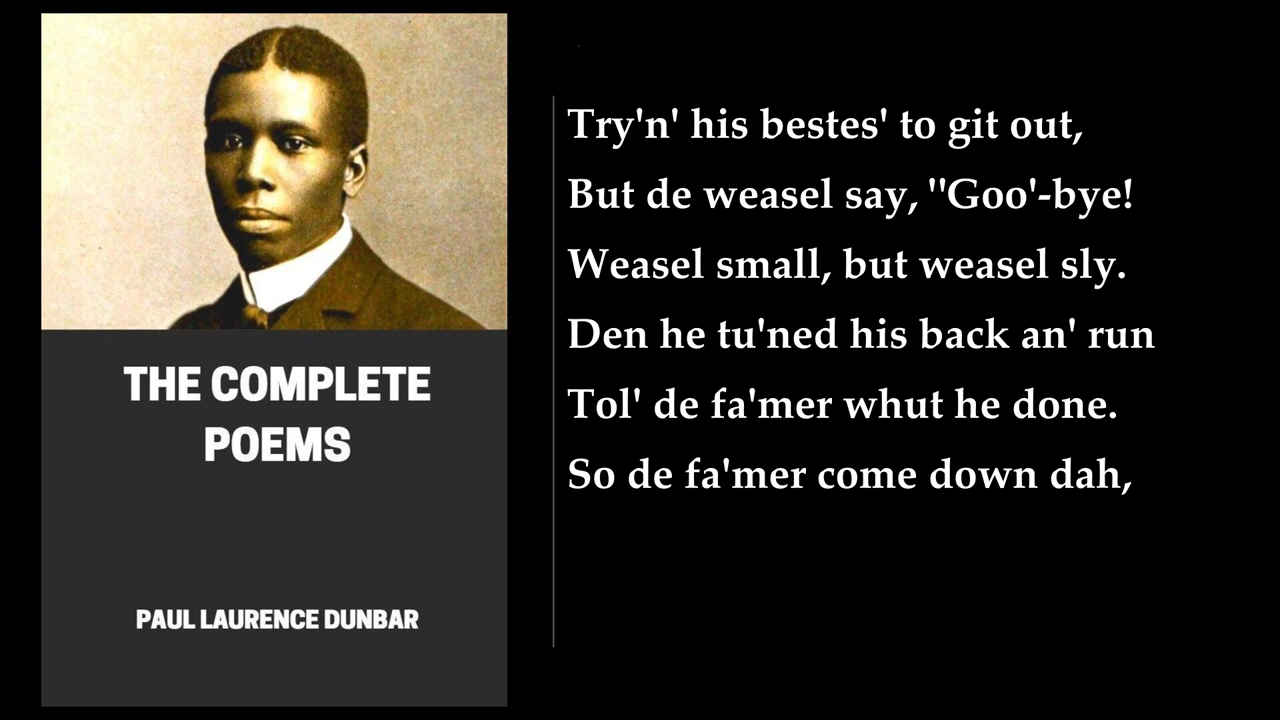 THE COMPLETE
POEMS
PAUL LAURENCE DUNBAR
Try'n' his bestes' to git out,
But de weasel say, "Goo'-bye!
Weasel small, but weasel sly.
Den he tu'ned his back an' run
Tol' de fa'mer whut he done.
So de fa'mer come down dah,